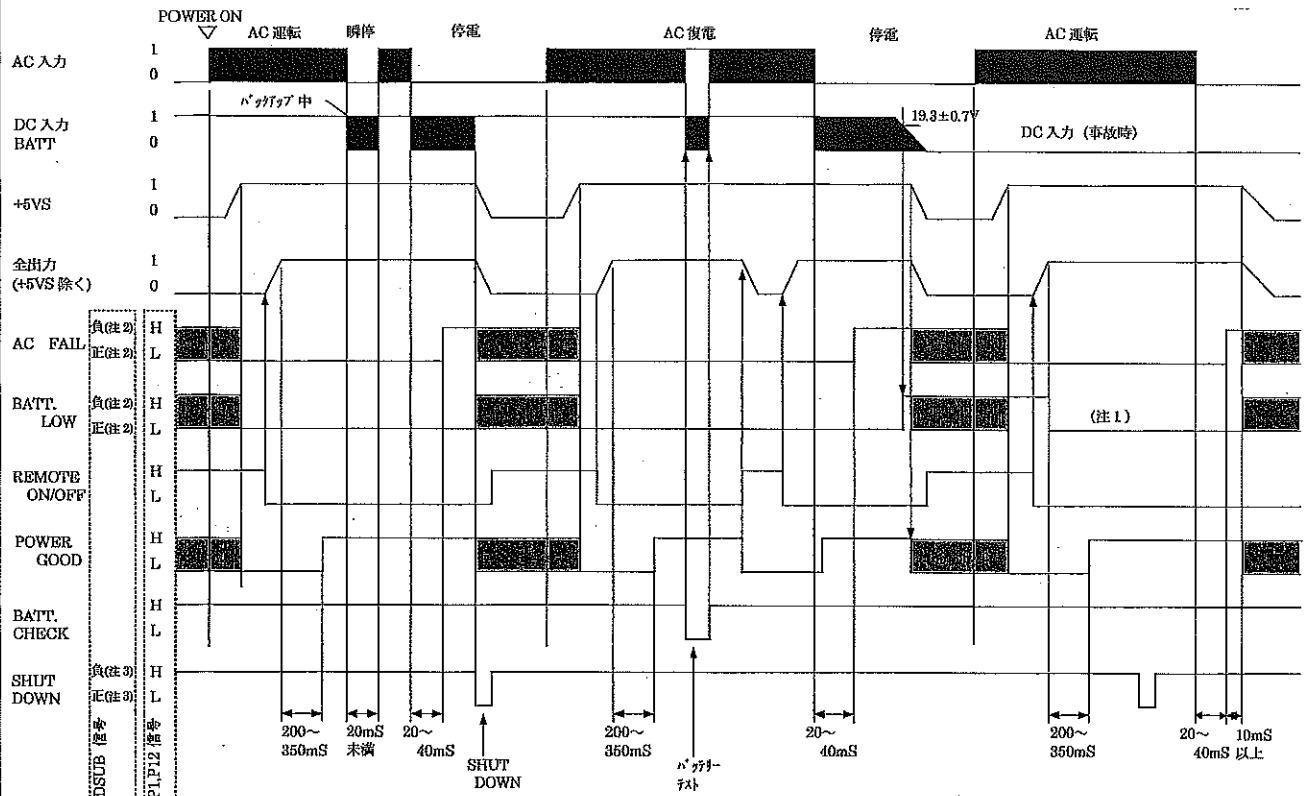 POWER ON
AC 運転 瞬停 停電 AC 復電 停電 AC 運転
AC 入力 1
0
バックアップ 中
DC 入力 1
BATT 0
19.3±0.7V
DC 入力 (事故時)
+5VS 1
0
全出力 1
(+5VS 除く) 0
AC FAIL 負(注2) H
正(注2) L
BATT. 負(注2) H
LOW 正(注2) L
(注1.)
REMOTE H
ON/OFF L
POWER H
GOOD L
BATT. H
CHECK L
SHUT 負(注3) H
DOWN 正(注3) L
DSUB 信号
P1,P12 信号
200~
350mS
20mS
未満
20~
40mS
SHUT
DOWN
200~
350mS
バッテリー
テスト
20~
40mS
200~
350mS
20~
40mS
10mS
以上